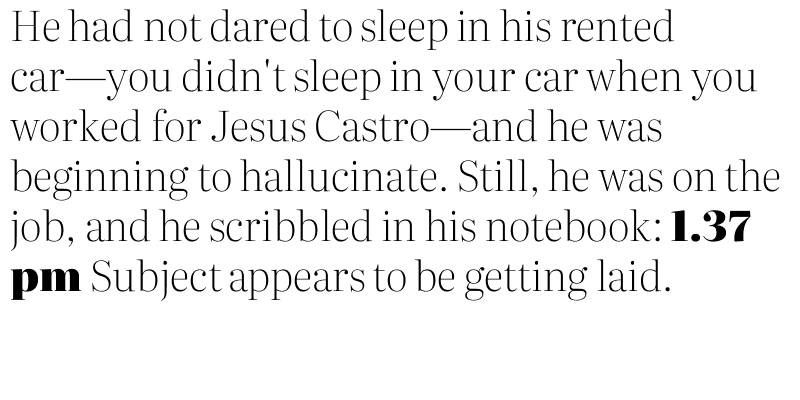 He had not dared to sleep in his rented
car—you didn't sleep in your car when you
worked for Jesus Castro—and he was
beginning to hallucinate. Still, he was on the
job, and he scribbled in his notebook: 1.37
pm Subject appears to be getting laid.